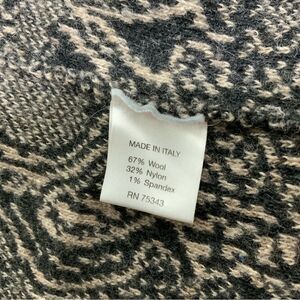 MADE IN ITALY
67% Wool
32% Nylon
1% Spandex
RN 75343